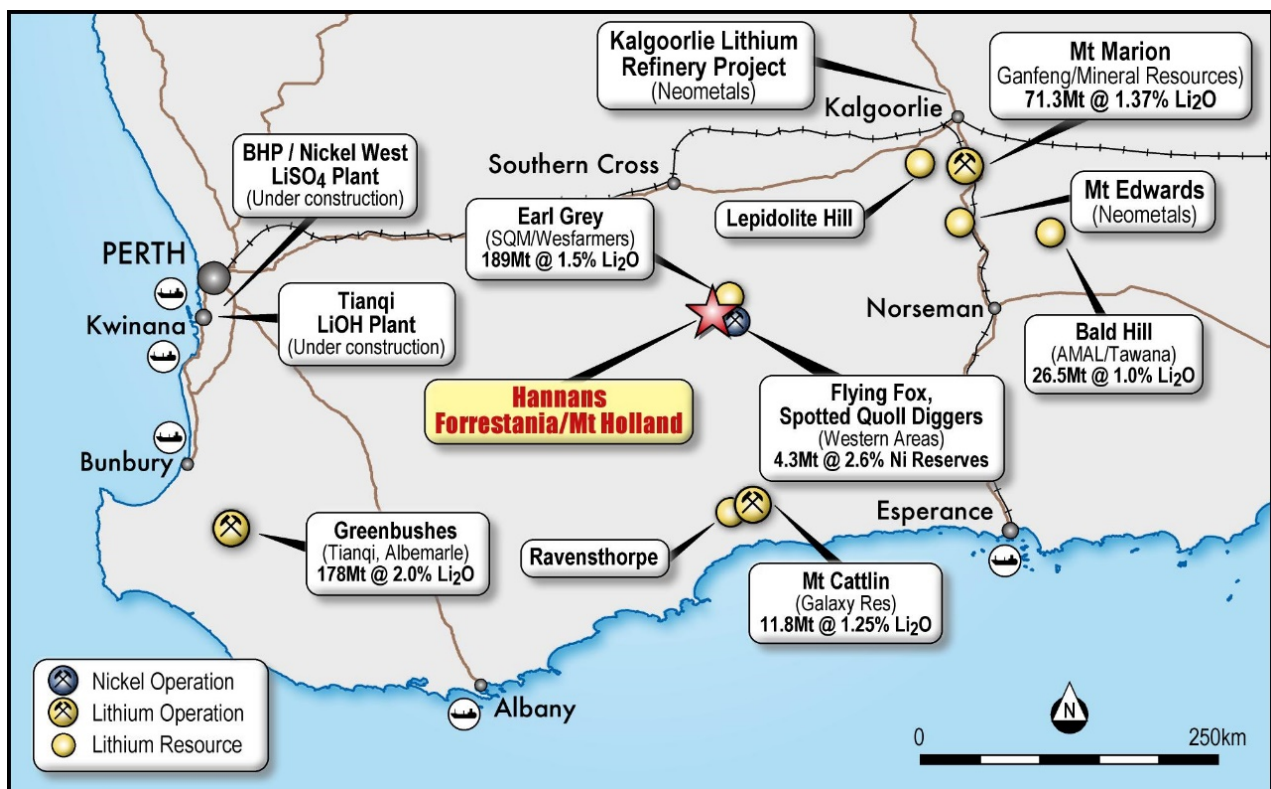 Kalgoorlie Lithium
Refinery Project
(Neometals)
Mt Marion
Ganfeng/Mineral Resources)
71.3Mt @ 1.37% Li₂O
Kalgoorlie
BHP / Nickel West
LiSO₄ Plant
(Under construction)
Southern Cross
Earl Grey
(SQM/Wesfarmers)
189Mt @ 1.5% Li₂O
Lepidolite Hill
Mt Edwards
(Neometals)
PERTH
Kwinana
Tianqi
LiOH Plant
(Under construction)
Norseman
Bald Hill
(AMAL/Tawana)
26.5Mt @ 1.0% Li₂O
Hannans
Forrestania/Mt Holland
Flying Fox,
Spotted Quoll Diggers
(Western Areas)
4.3Mt @ 2.6% Ni Reserves
Bunbury
Greenbushes
(Tianqi, Albemarle)
178Mt @ 2.0% Li₂O
Ravensthorpe
Esperance
Mt Cattlin
(Galaxy Res)
11.8Mt @ 1.25% Li₂O
Albany
Nickel Operation
Lithium Operation
Lithium Resource
N
0 250km